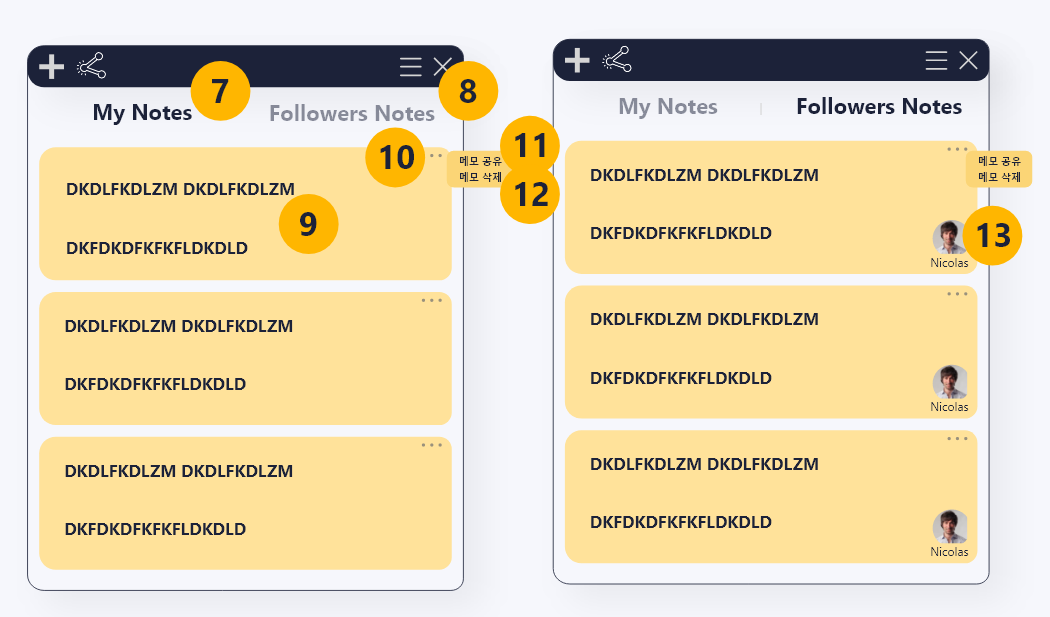 7
8
My Notes
Followers Notes
10
11
메모 공유
메모 삭제
12
DKDLFKDLZM DKDLFKDLZM
9
DKFDKDFKFKFLDKDLD
DKDLFKDLZM DKDLFKDLZM
DKFDKDFKFKFLDKDLD
DKDLFKDLZM DKDLFKDLZM
DKFDKDFKFKFLDKDLD
My Notes
Followers Notes
메모 공유
메모 삭제
DKDLFKDLZM DKDLFKDLZM
DKFDKDFKFKFLDKDLD
13
Nicolas
DKDLFKDLZM DKDLFKDLZM
DKFDKDFKFKFLDKDLD
Nicolas
DKDLFKDLZM DKDLFKDLZM
DKFDKDFKFKFLDKDLD
Nicolas